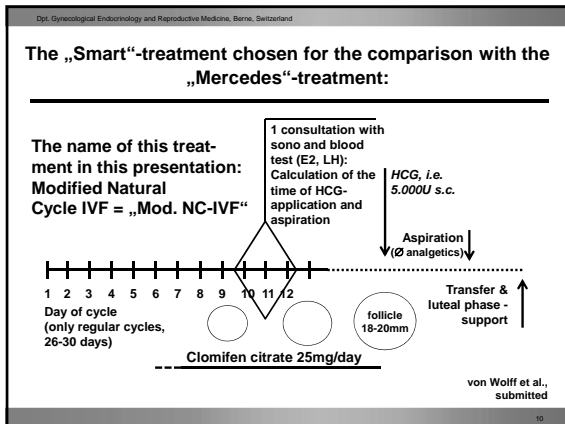 Dpt. Gynecological Endocrinology and Reproductive Medicine, Berne, Switzerland
The „Smart“-treatment chosen for the comparison with the
„Mercedes“-treatment:
The name of this treat-
ment in this presentation:
Modified Natural
Cycle IVF = „Mod. NC-IVF“
1 consultation with
sono and blood
test (E2, LH):
Calculation of the
time of HCG-
application and
aspiration
HCG, i.e.
5.000U s.c.
Aspiration
(Ø analgetics)
1 2 3 4 5 6 7 8 9 10 11 12
Day of cycle
(only regular cycles,
26-30 days)
follicle
18-20mm
Transfer &
luteal phase -
support
Clomifen citrate 25mg/day
von Wolff et al.,
submitted
10